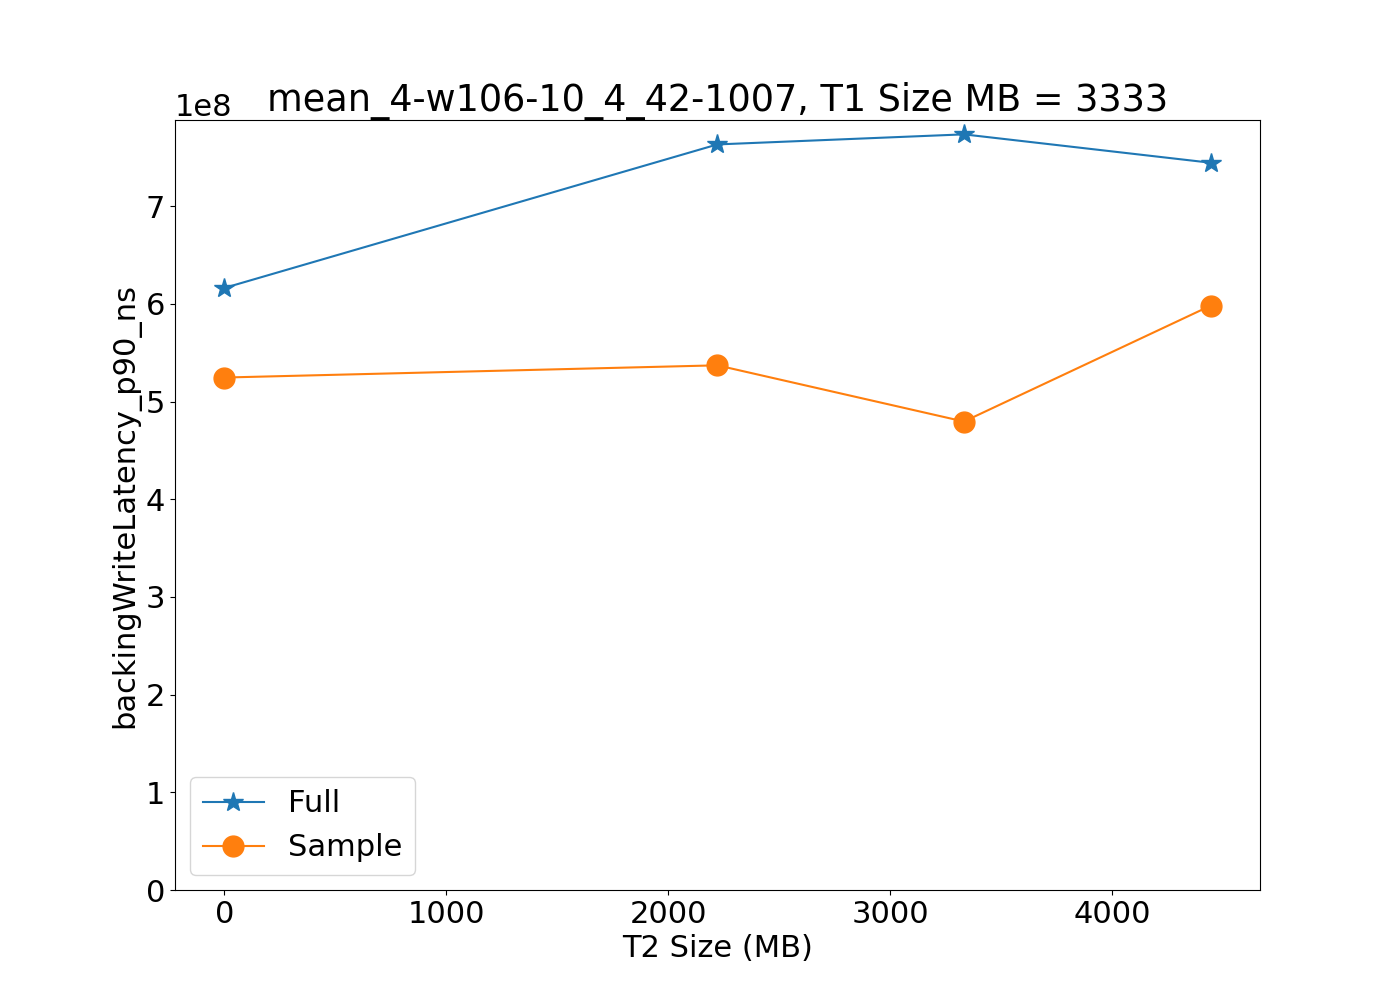 1e8
mean_4-w106-10_4_42-1007, T1 Size MB = 3333
backingWriteLatency_p90_ns
7
6
5
4
3
2
1
0
Full
Sample
0 1000 2000 3000 4000
T2 Size (MB)